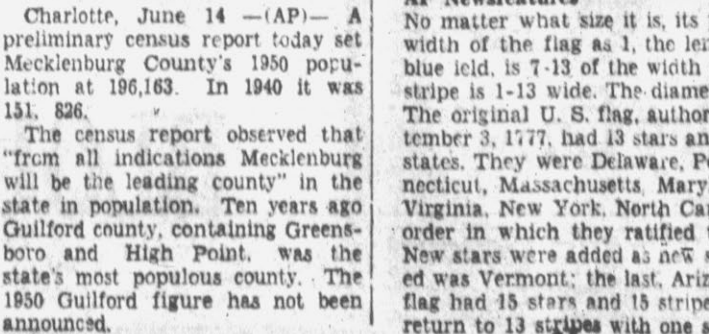 Charlotte, June 14 —(AP)— A
preliminary census report today set
Mecklenburg County's 1950 popu-
lation at 196,163. In 1940 it was
151, 826.
The census report observed that
"from all indications Mecklenburg
will be the leading county" in the
state in population. Ten years ago
Guilford county, containing Greens-
boro and High Point, was the
state's most populous county. The
1950 Guilford figure has not been
announced.
AP Newsfeatures
No matter what size it is, its
width of the flag as 1, the len
blue ield, is 7-13 of the width
stripe is 1-13 wide. The diame
The original U. S. flag, author
tember 3, 1777, had 13 stars an
states. They were Delaware, Pe
necticut, Massachusetts, Mary
Virginia, New York, North Car
order in which they ratified
New stars were added as new s
ed was Vermont; the last, Ariz
flag had 15 stars and 15 stripe
return to 13 stripes with one